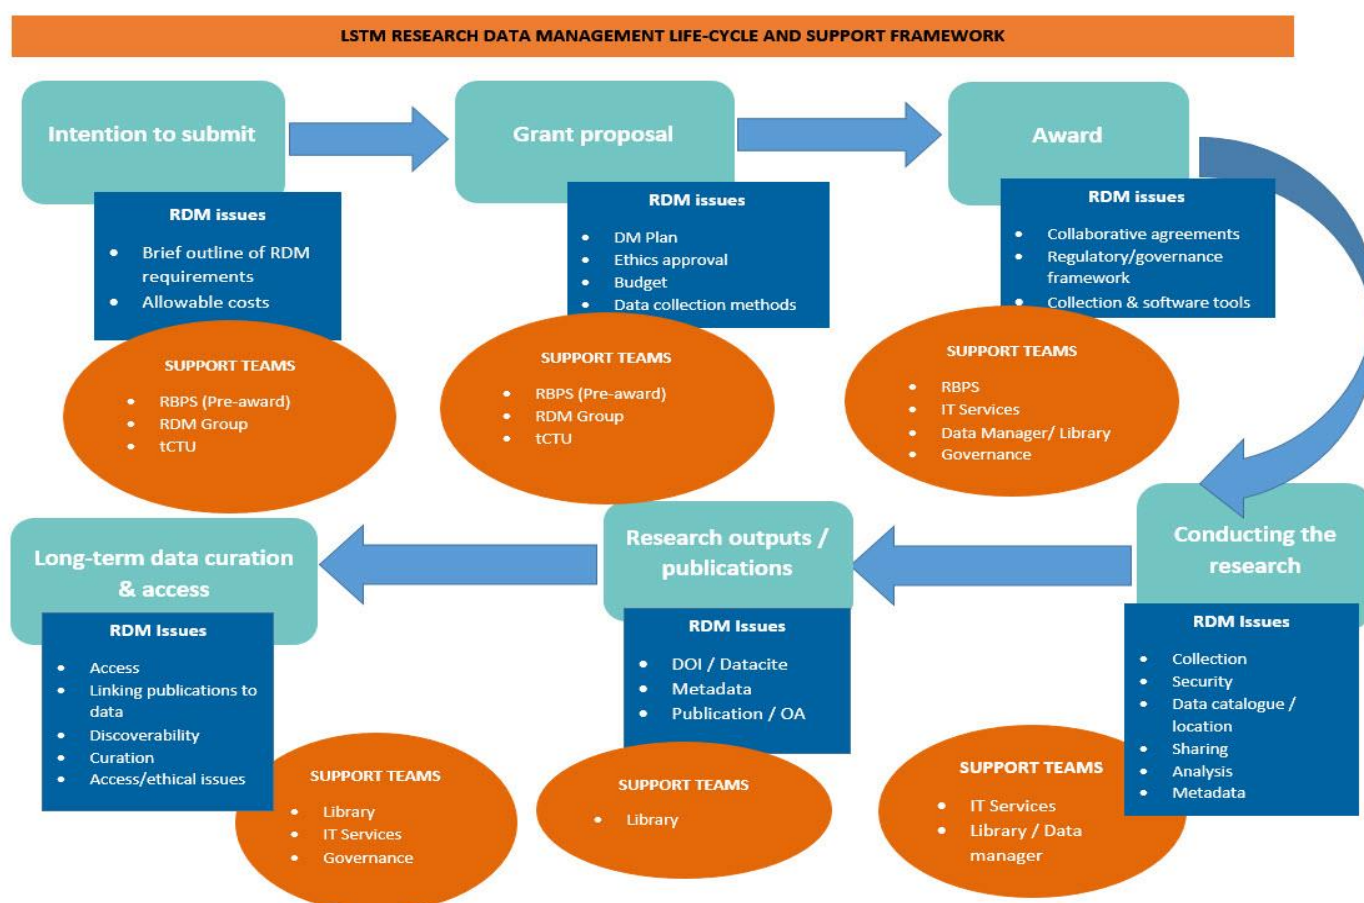 LSTM RESEARCH DATA MANAGEMENT LIFE-CYCLE AND SUPPORT FRAMEWORK
Intention to submit
RDM issues
Brief outline of RDM
requirements
Allowable costs
SUPPORT TEAMS
RBPS (Pre-award)
RDM Group
tCTU
Grant proposal
RDM issues
DM Plan
Ethics approval
Budget
Data collection methods
SUPPORT TEAMS
RBPS (Pre-award)
RDM Group
tCTU
Award
RDM issues
Collaborative agreements
Regulatory/governance
framework
Collection & software tools
SUPPORT TEAMS
RBPS
IT Services
Data Manager/ Library
Governance
Conducting the
research
RDM Issues
Collection
Security
Data catalogue /
location
Sharing
Analysis
Metadata
SUPPORT TEAMS
IT Services
Library / Data
manager
Research outputs /
publications
RDM Issues
DOI / Datacite
Metadata
Publication / OA
SUPPORT TEAMS
Library
Long-term data curation
& access
RDM Issues
Access
Linking publications to
data
Discoverability
Curation
Access/ethical issues
SUPPORT TEAMS
Library
IT Services
Governance